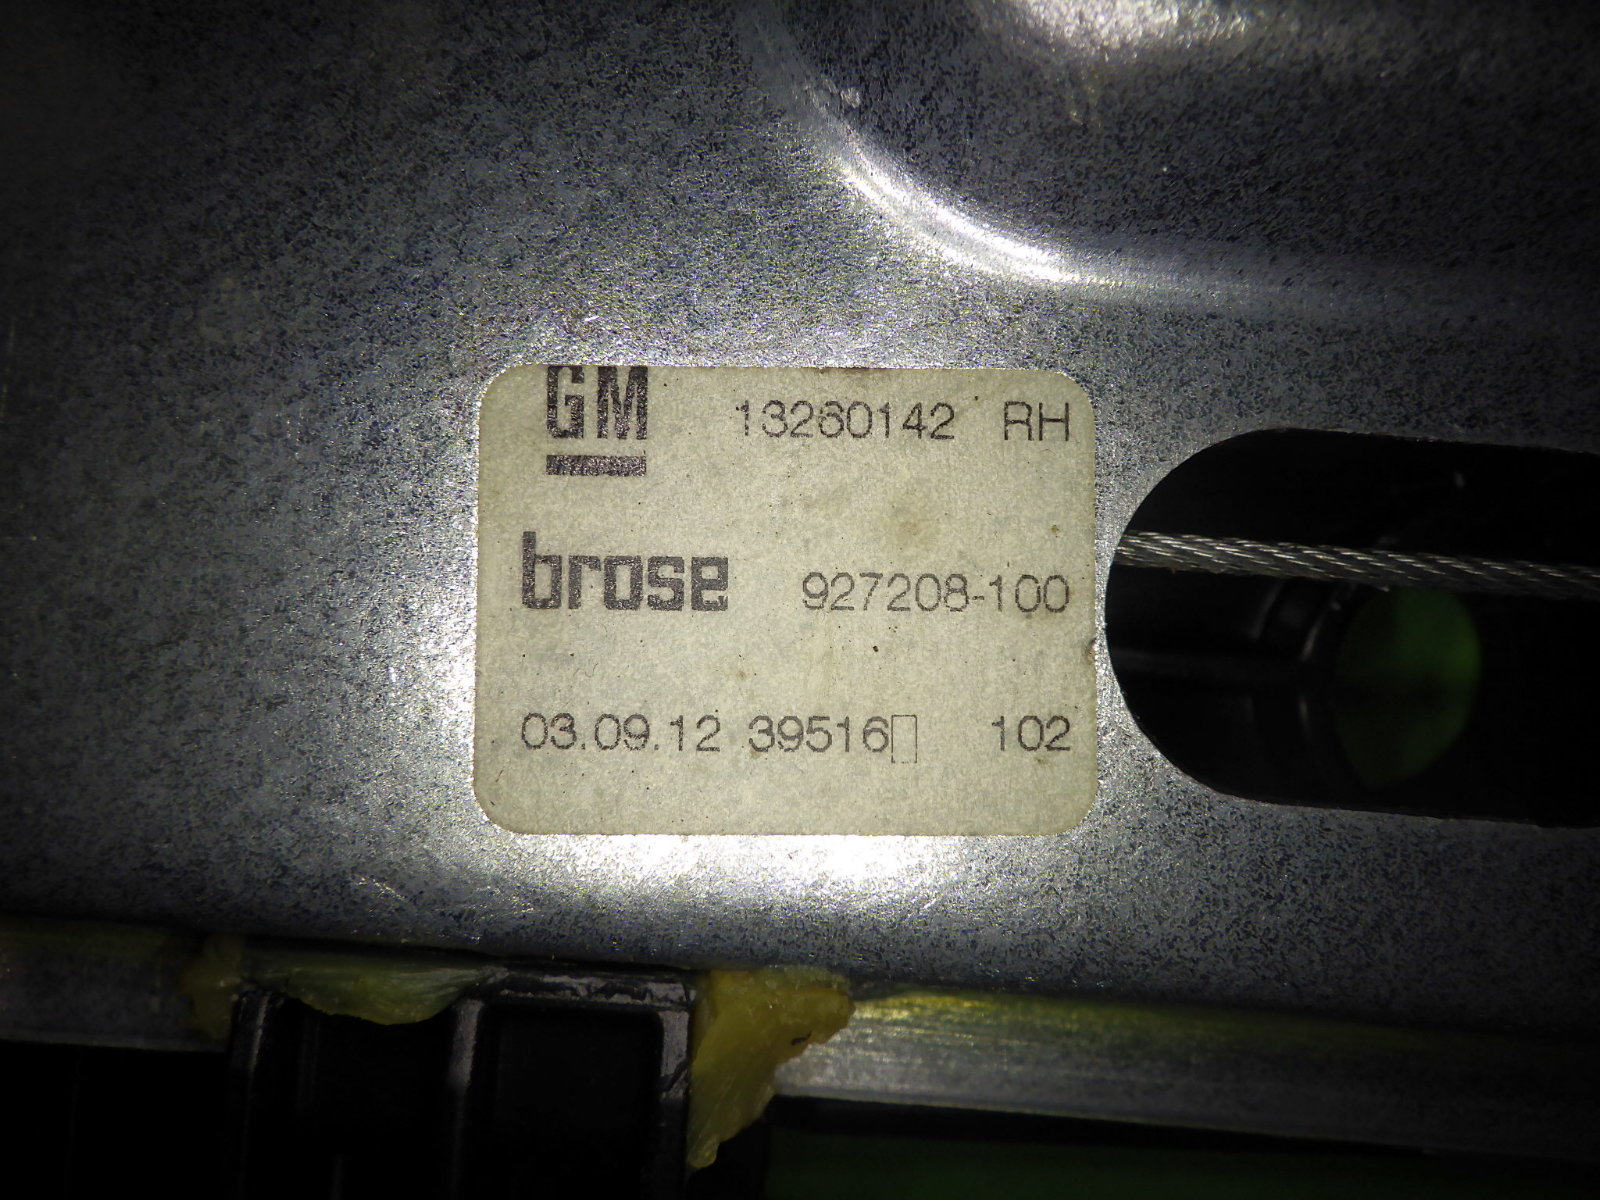 GM 13260142 RH
brose 927208-100
03.09.12 39516▯ 102